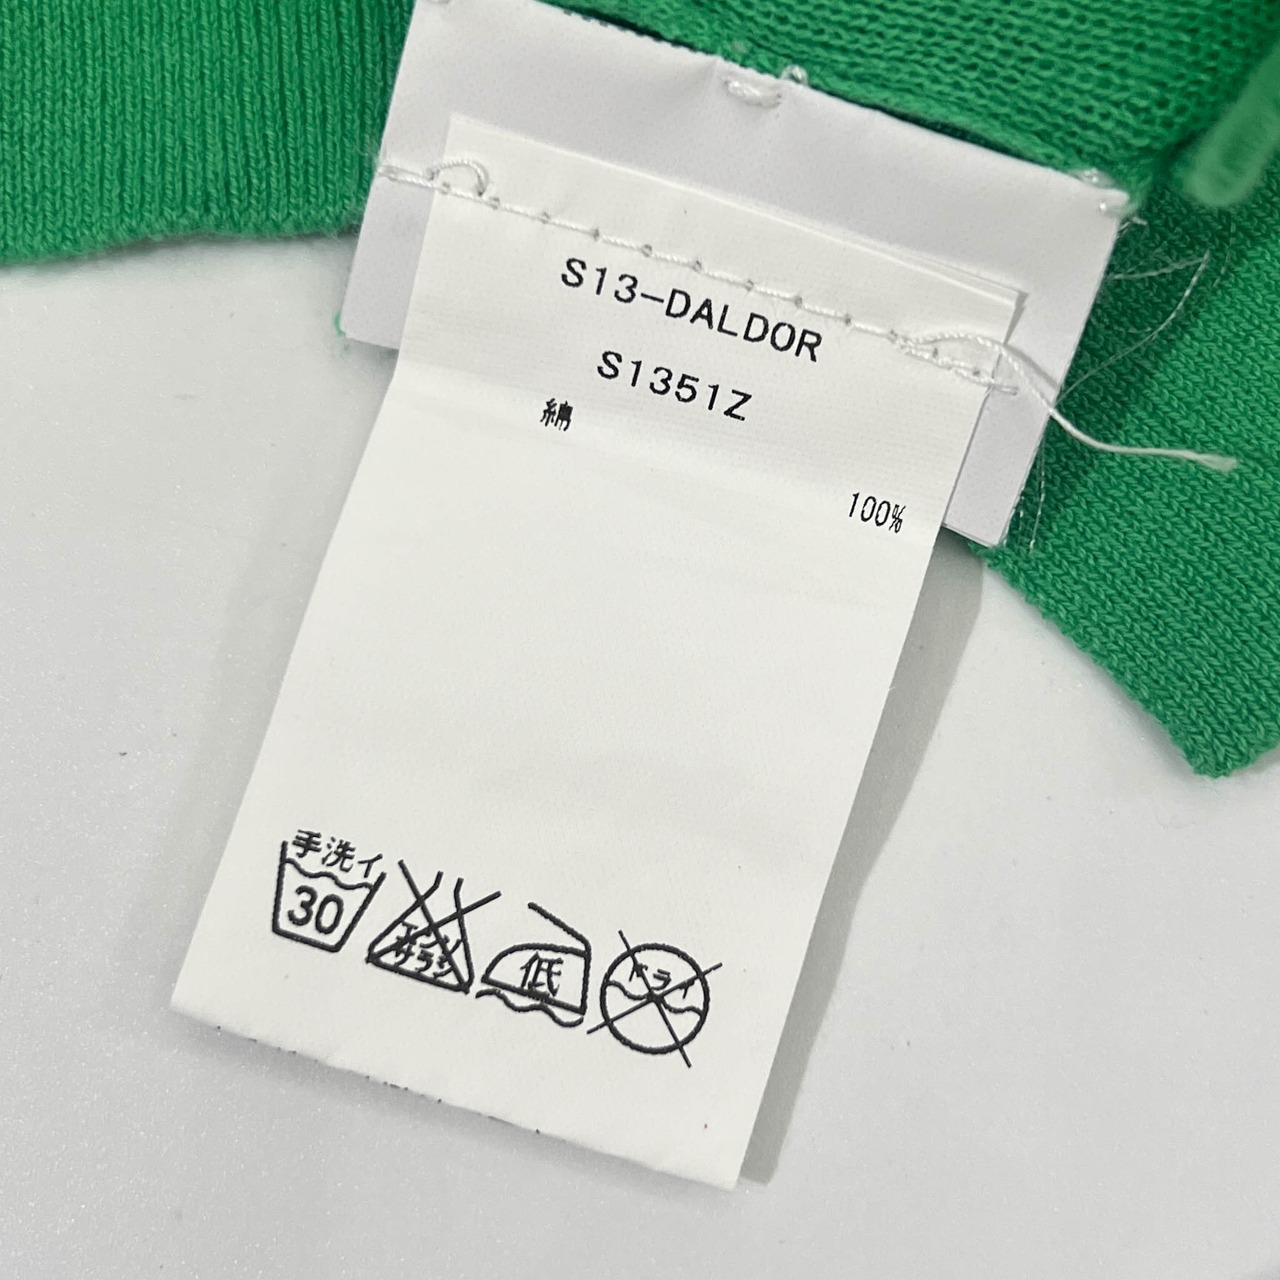 S13-DALDOR
S1351Z
綿
100%
手洗イ
30
エンソ
サラシ
低
ドライ